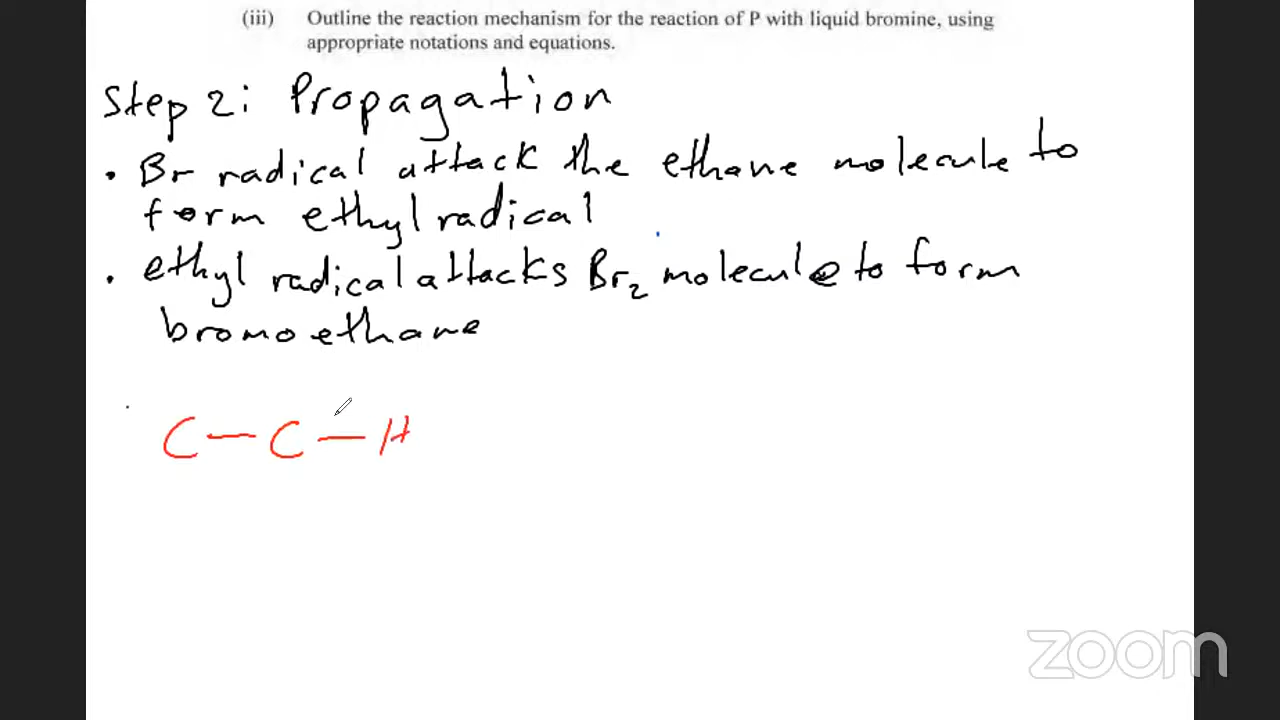 (iii) Outline the reaction mechanism for the reaction of P with liquid bromine, using
appropriate notations and equations.
Step 2: Propagation
• Br radical attack the ethane molecule to
form ethyl radical
• ethyl radical attacks Br₂ molecule to form
bromoethane
C – C – H
zoom